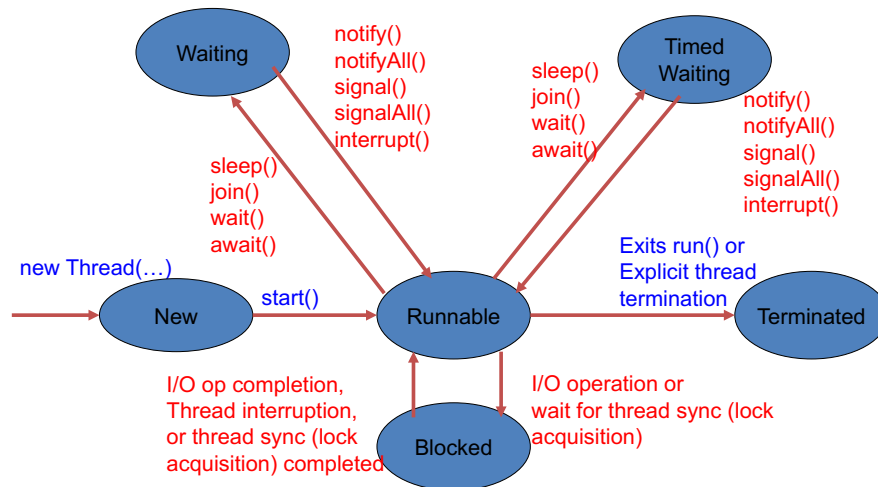 Waiting
notify()
notifyAll()
signal()
signalAll()
interrupt()
sleep()
join()
wait()
await()
Timed
Waiting
sleep()
join()
wait()
await()
notify()
notifyAll()
signal()
signalAll()
interrupt()
new Thread(…)
New
start()
Runnable
Exits run() or
Explicit thread
termination
Terminated
I/O op completion,
Thread interruption,
or thread sync (lock
acquisition) completed
Blocked
I/O operation or
wait for thread sync (lock
acquisition)